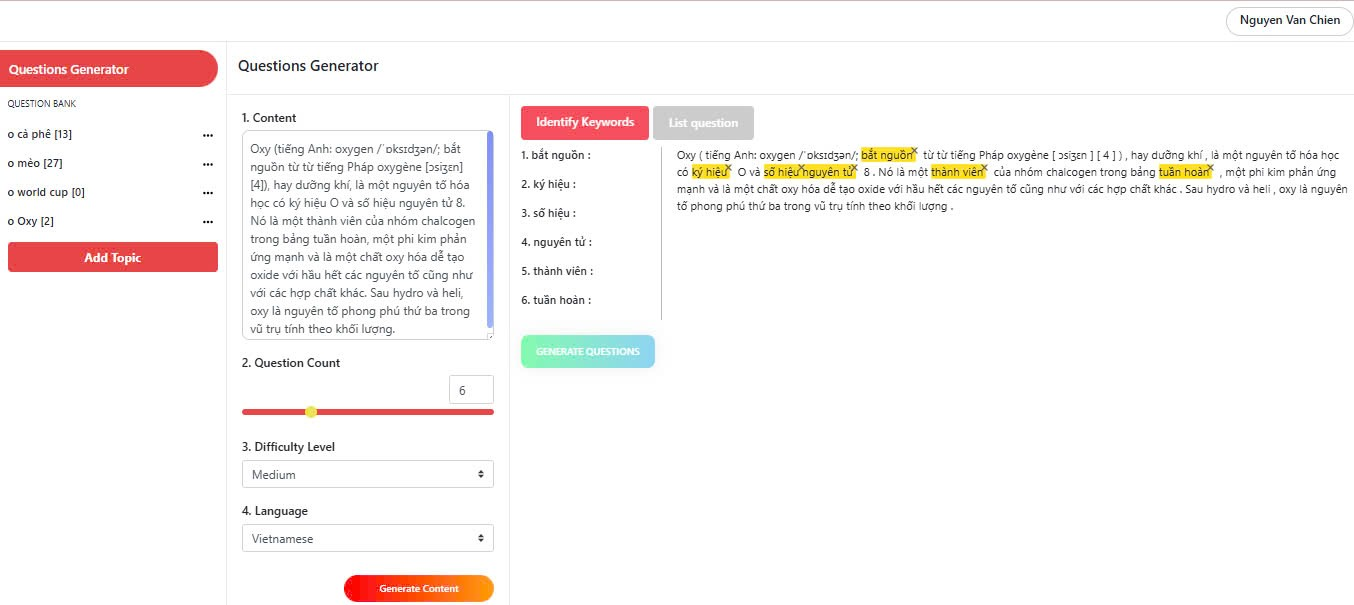 Nguyen Van Chien
Questions Generator
QUESTION BANK
o cà phê [13]
o mèo [27]
o world cup [0]
o Oxy [2]
Add Topic
Questions Generator
1. Content
Oxy (tiếng Anh: oxygen /ˈɒksɪdʒən/; bắt
nguồn từ từ tiếng Pháp oxygène [ɔsiʒɛn]
[4]), hay dưỡng khí, là một nguyên tố hóa
học có ký hiệu O và số hiệu nguyên tử 8.
Nó là một thành viên của nhóm chalcogen
trong bảng tuần hoàn, một phi kim phản
ứng mạnh và là một chất oxy hóa dễ tạo
oxide với hầu hết các nguyên tố cũng như
với các hợp chất khác. Sau hydro và heli,
oxy là nguyên tố phong phú thứ ba trong
vũ trụ tính theo khối lượng.
2. Question Count
6
3. Difficulty Level
Medium
4. Language
Vietnamese
Generate Content
Identify Keywords
List question
1. bắt nguồn :
2. ký hiệu :
3. số hiệu :
4. nguyên tử :
5. thành viên :
6. tuần hoàn :
GENERATE QUESTIONS
Oxy ( tiếng Anh: oxygen /ˈɒksɪdʒən/; bắt nguồn từ từ tiếng Pháp oxygène [ ɔsiʒɛn ] [ 4 ] ) , hay dưỡng khí , là một nguyên tố hóa học
có ký hiệu O và số hiệu nguyên tử 8 . Nó là một thành viên của nhóm chalcogen trong bảng tuần hoàn , một phi kim phản ứng
mạnh và là một chất oxy hóa dễ tạo oxide với hầu hết các nguyên tố cũng như với các hợp chất khác . Sau hydro và heli , oxy là nguyên
tố phong phú thứ ba trong vũ trụ tính theo khối lượng .